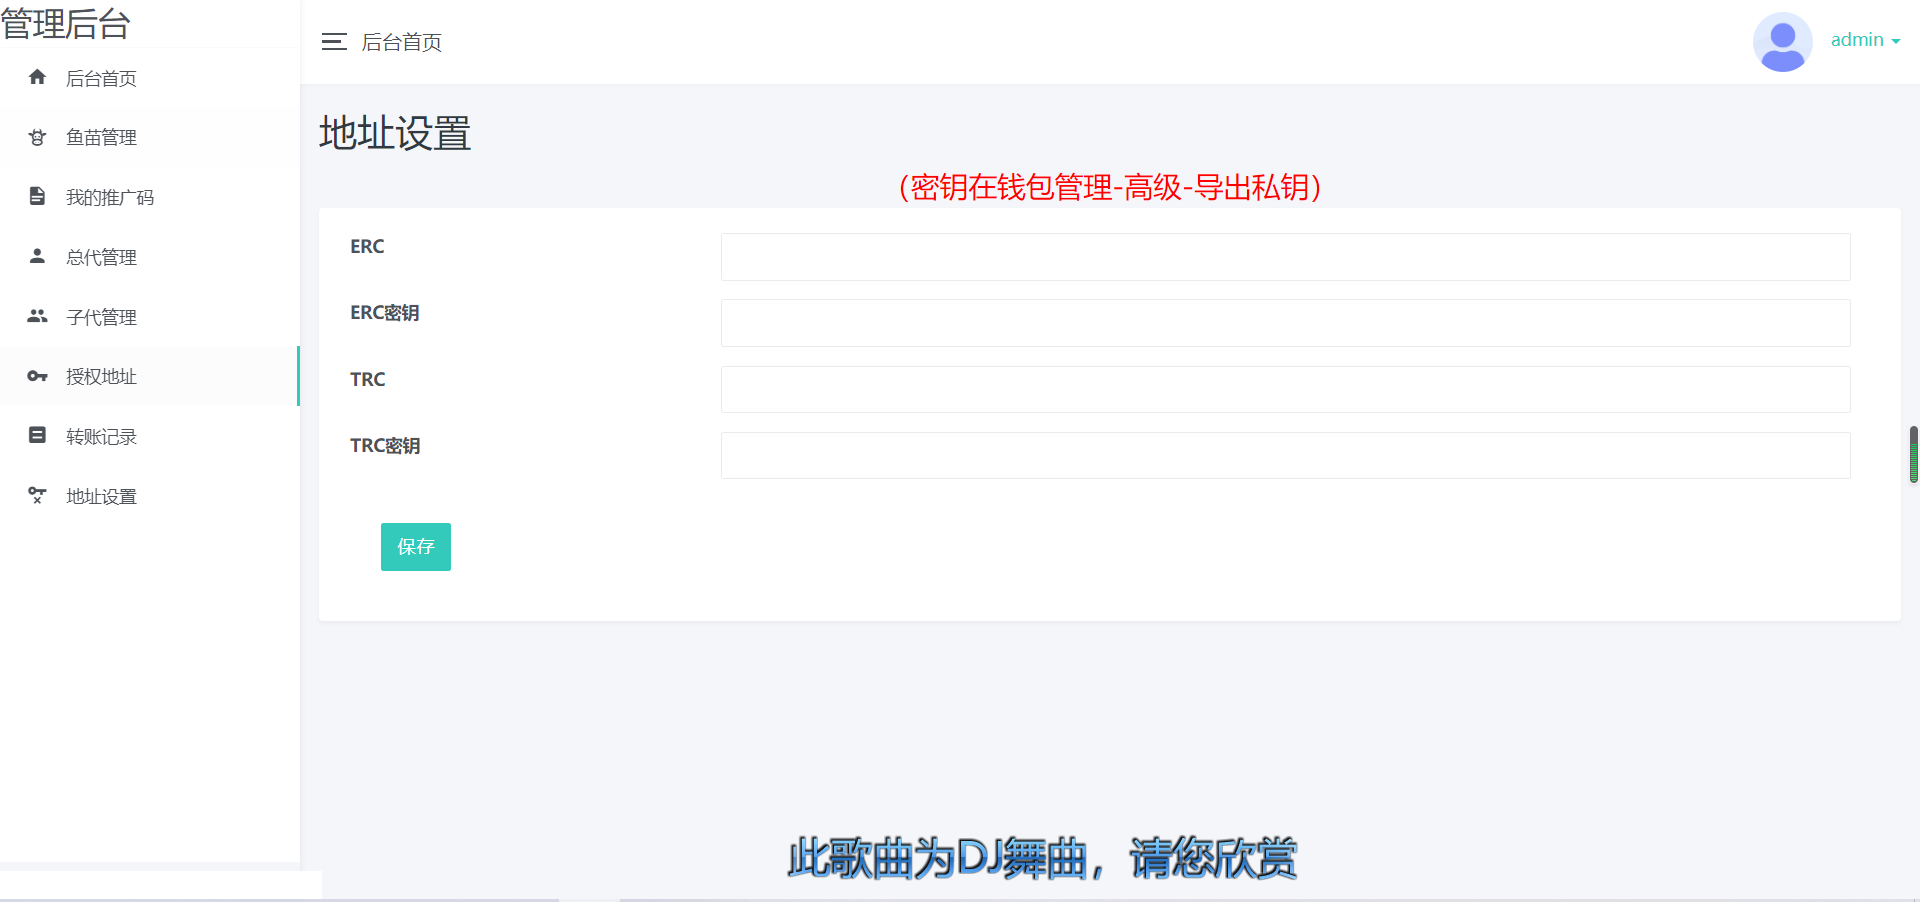 管理后台
后台首页
鱼苗管理
我的推广码
总代管理
子代管理
授权地址
转账记录
地址设置
后台首页
admin
地址设置
（密钥在钱包管理-高级-导出私钥）
ERC
ERC密钥
TRC
TRC密钥
保存
此歌曲为DJ舞曲，请您欣赏